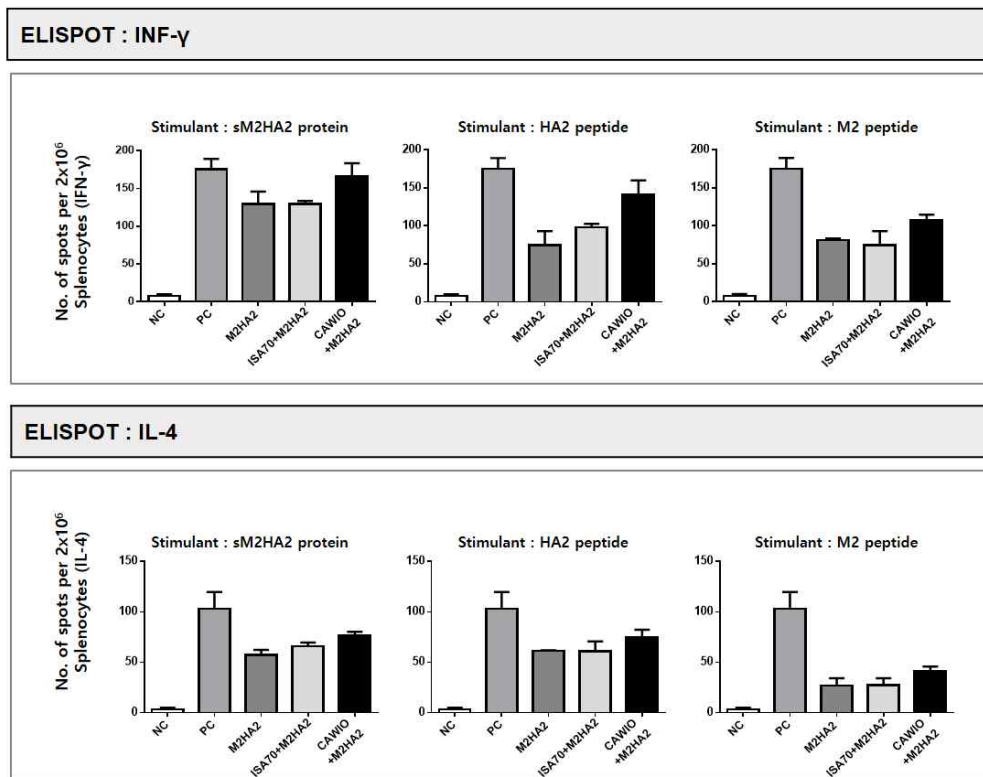 ELISPOT : INF-γ
No. of spots per 2x10⁶
Splenocytes (IFN-γ)
Stimulant : sM2HA2 protein
200
150
100
50
0
NC
PC
M2HA2
ISA70+M2HA2
CAWIO
+M2HA2
Stimulant : HA2 peptide
200
150
100
50
0
NC
PC
M2HA2
ISA70+M2HA2
CAWIO
+M2HA2
Stimulant : M2 peptide
200
150
100
50
0
NC
PC
M2HA2
ISA70+M2HA2
CAWIO
+M2HA2
ELISPOT : IL-4
No. of spots per 2x10⁶
Splenocytes (IL-4)
Stimulant : sM2HA2 protein
150
100
50
0
NC
PC
M2HA2
ISA70+M2HA2
CAWIO
+M2HA2
Stimulant : HA2 peptide
150
100
50
0
NC
PC
M2HA2
ISA70+M2HA2
CAWIO
+M2HA2
Stimulant : M2 peptide
150
100
50
0
NC
PC
M2HA2
ISA70+M2HA2
CAWIO
+M2HA2